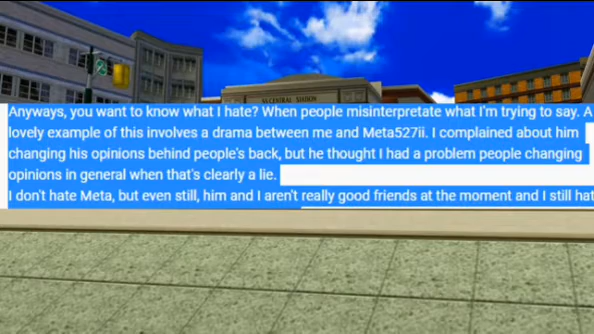 CENTRAL STATION
Anyways, you want to know what I hate? When people misinterpretate what I'm trying to say. A
lovely example of this involves a drama between me and Meta527ii. I complained about him
changing his opinions behind people's back, but he thought I had a problem people changing
opinions in general when that's clearly a lie.
I don't hate Meta, but even still, him and I aren't really good friends at the moment and I still hat